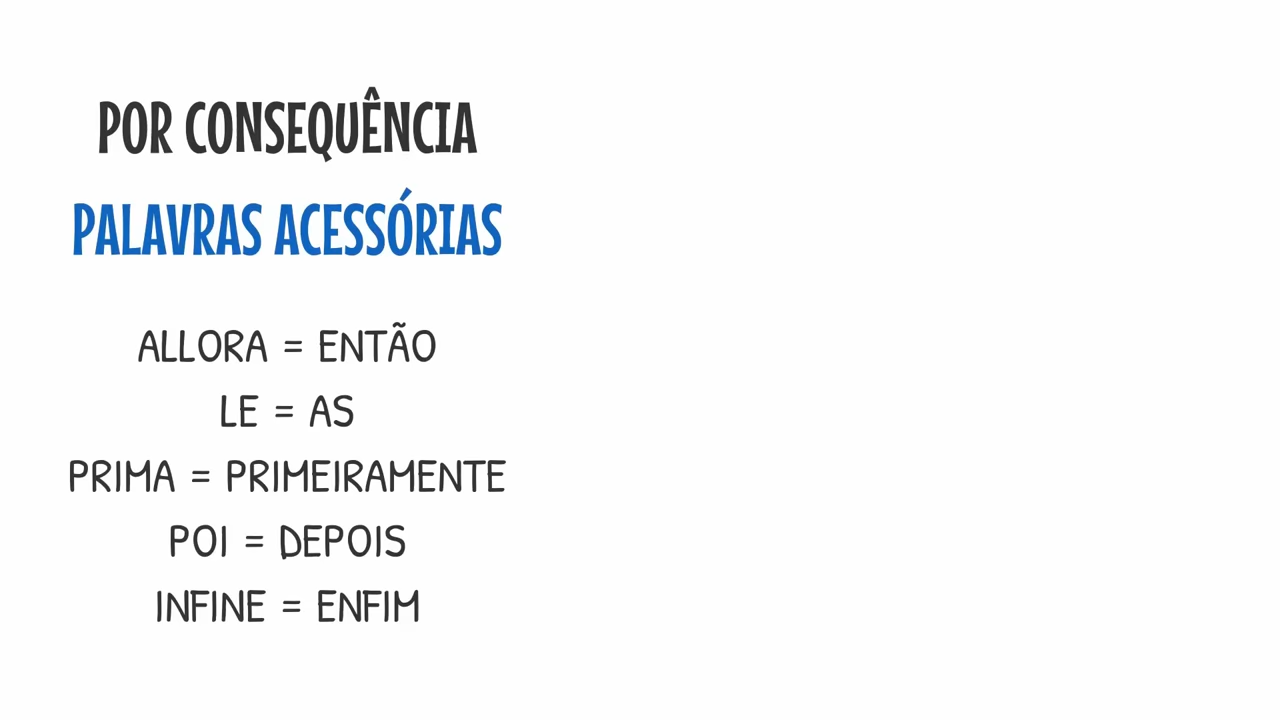 POR CONSEQUÊNCIA
PALAVRAS ACESSÓRIAS
ALLORA = ENTÃO
LE = AS
PRIMA = PRIMEIRAMENTE
POI = DEPOIS
INFINE = ENFIM